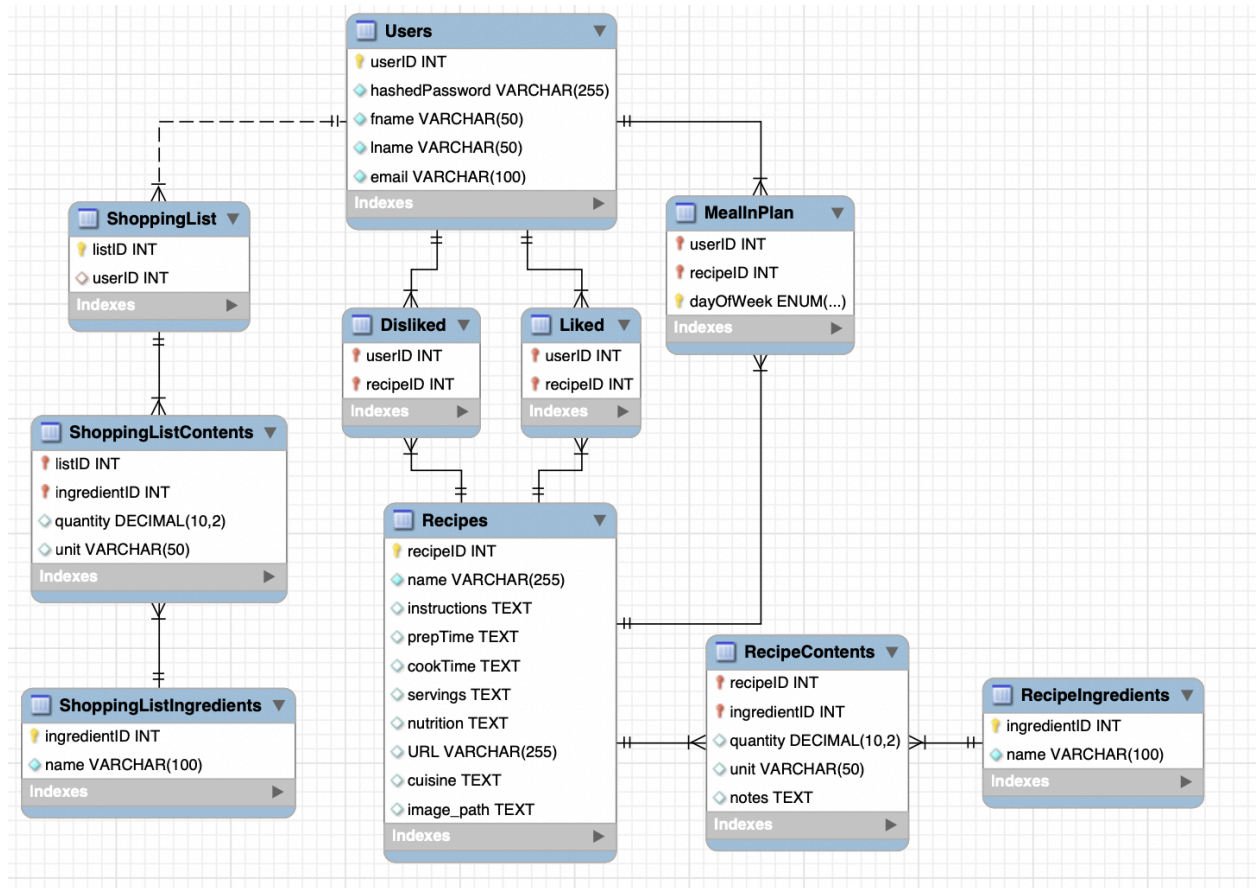 Users
userID INT
hashedPassword VARCHAR(255)
fname VARCHAR(50)
lname VARCHAR(50)
email VARCHAR(100)
Indexes
ShoppingList
listID INT
userID INT
Indexes
MealInPlan
userID INT
recipeID INT
dayOfWeek ENUM(...)
Indexes
Disliked
userID INT
recipeID INT
Indexes
Liked
userID INT
recipeID INT
Indexes
ShoppingListContents
listID INT
ingredientID INT
quantity DECIMAL(10,2)
unit VARCHAR(50)
Indexes
Recipes
recipeID INT
name VARCHAR(255)
instructions TEXT
prepTime TEXT
cookTime TEXT
servings TEXT
nutrition TEXT
URL VARCHAR(255)
cuisine TEXT
image_path TEXT
Indexes
RecipeContents
recipeID INT
ingredientID INT
quantity DECIMAL(10,2)
unit VARCHAR(50)
notes TEXT
Indexes
RecipeIngredients
ingredientID INT
name VARCHAR(100)
Indexes
ShoppingListIngredients
ingredientID INT
name VARCHAR(100)
Indexes